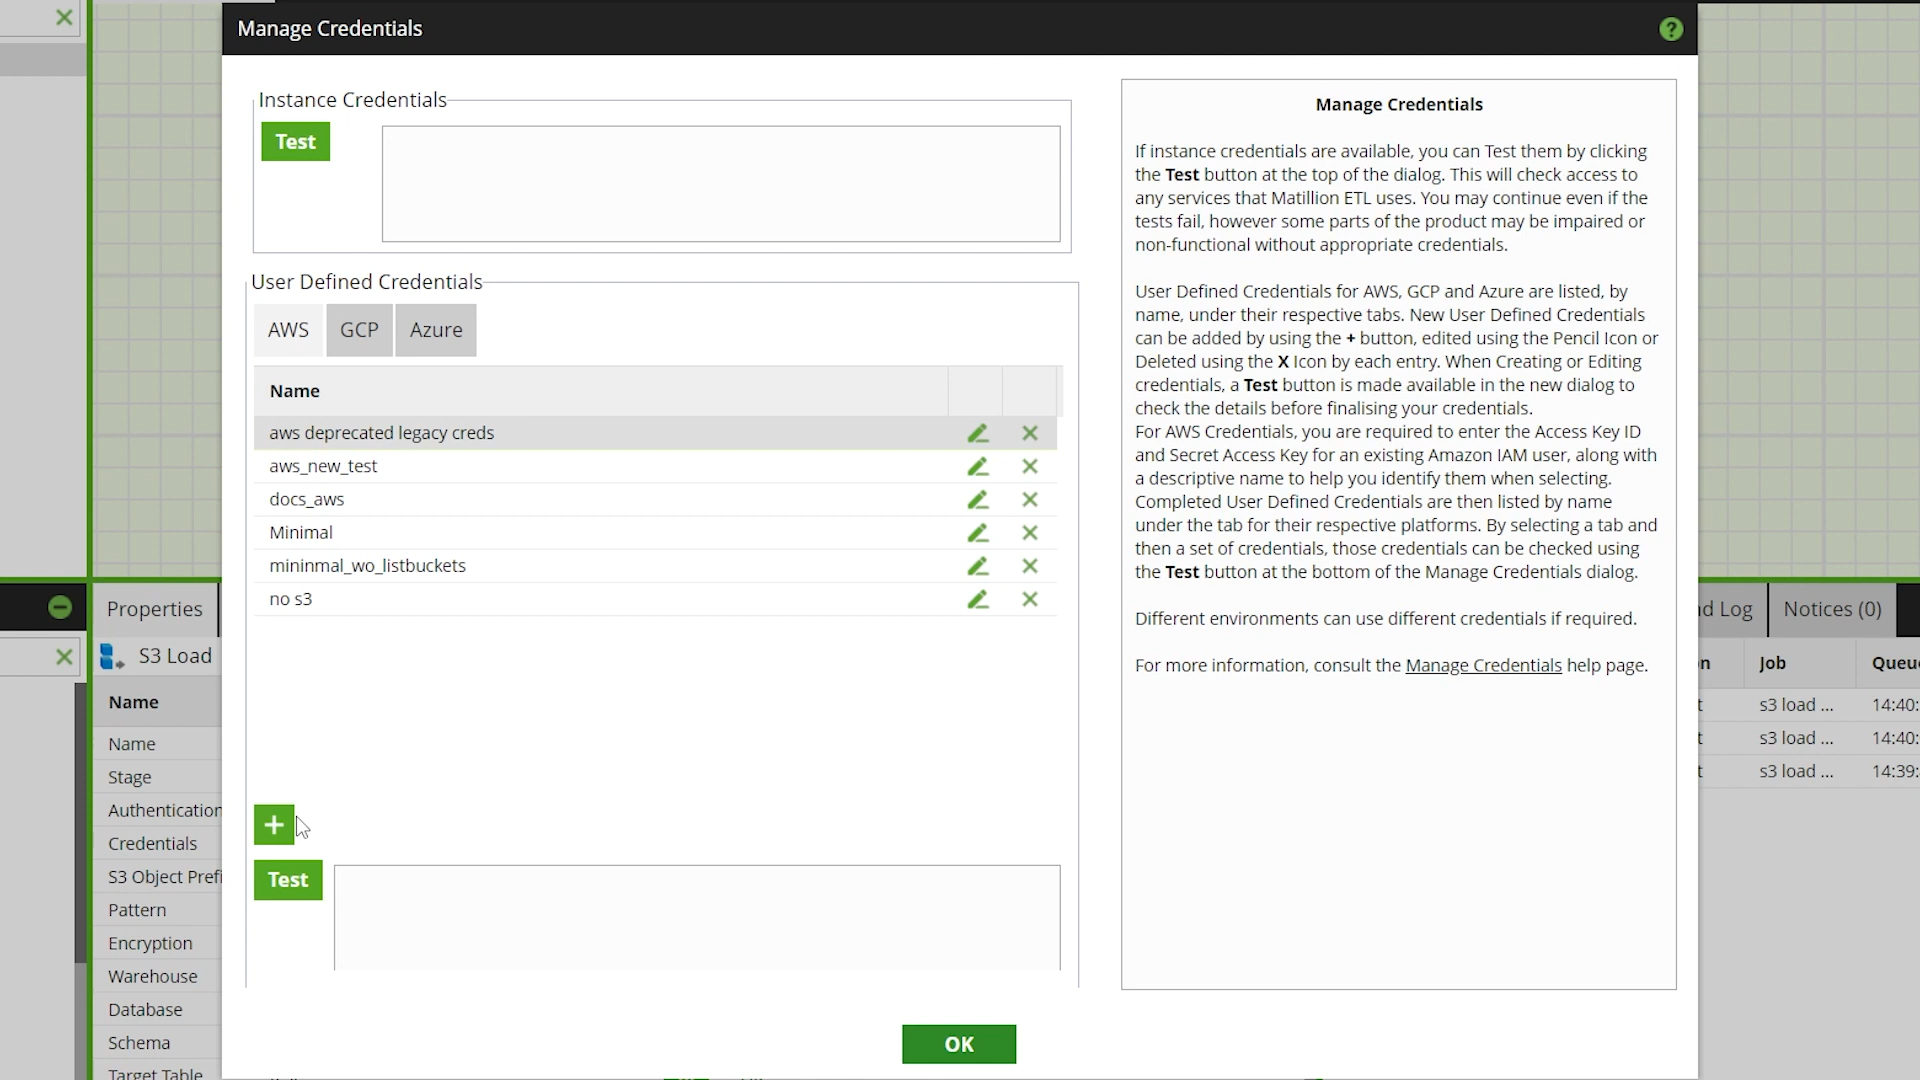 Manage Credentials
?
Instance Credentials
Test
User Defined Credentials
AWS
GCP
Azure
Name
aws deprecated legacy creds
aws_new_test
docs_aws
Minimal
mininmal_wo_listbuckets
no s3
+
Test
OK
Manage Credentials
If instance credentials are available, you can Test them by clicking
the Test button at the top of the dialog. This will check access to
any services that Matillion ETL uses. You may continue even if the
tests fail, however some parts of the product may be impaired or
non-functional without appropriate credentials.
User Defined Credentials for AWS, GCP and Azure are listed, by
name, under their respective tabs. New User Defined Credentials
can be added by using the + button, edited using the Pencil Icon or
Deleted using the X Icon by each entry. When Creating or Editing
credentials, a Test button is made available in the new dialog to
check the details before finalising your credentials.
For AWS Credentials, you are required to enter the Access Key ID
and Secret Access Key for an existing Amazon IAM user, along with
a descriptive name to help you identify them when selecting.
Completed User Defined Credentials are then listed by name
under the tab for their respective platforms. By selecting a tab and
then a set of credentials, those credentials can be checked using
the Test button at the bottom of the Manage Credentials dialog.
Different environments can use different credentials if required.
For more information, consult the Manage Credentials help page.
Properties
S3 Load
Name
Name
Stage
Authentication
Credentials
S3 Object Prefi
Pattern
Encryption
Warehouse
Database
Schema
Target Table
nd Log
Notices (0)
n
Job
Queu
t
s3 load ...
14:40:
t
s3 load ...
14:40:
t
s3 load ...
14:39: